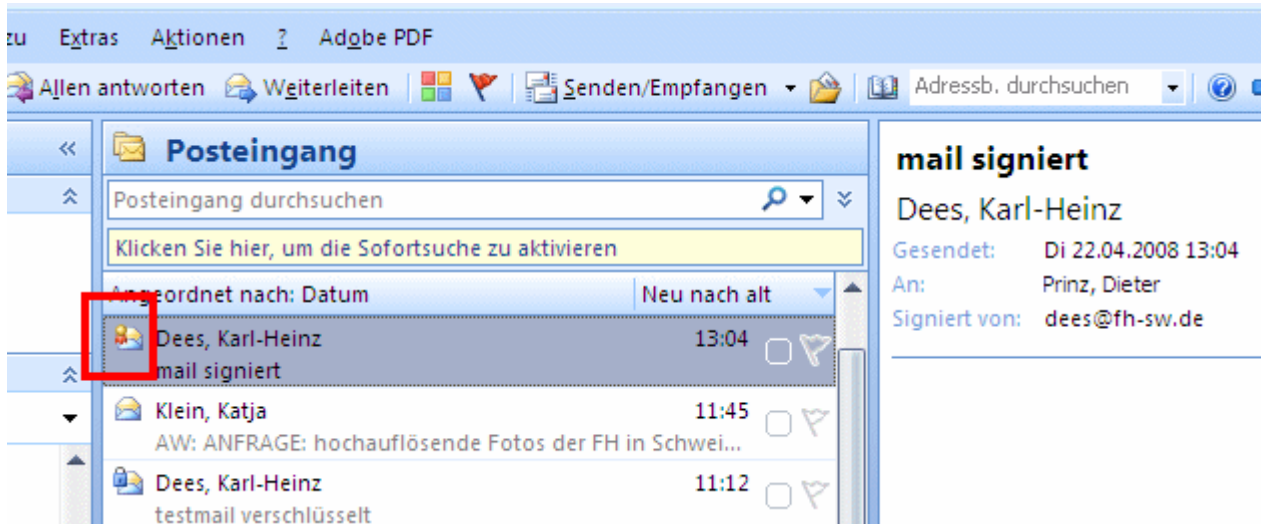 zu Extras Aktionen ? Adobe PDF
Allen antworten Weiterleiten Senden/Empfangen Adressb. durchsuchen
Posteingang
Posteingang durchsuchen
Klicken Sie hier, um die Sofortsuche zu aktivieren
Angeordnet nach: Datum Neu nach alt
Dees, Karl-Heinz 13:04
mail signiert
Klein, Katja 11:45
AW: ANFRAGE: hochauflösende Fotos der FH in Schwei...
Dees, Karl-Heinz 11:12
testmail verschlüsselt
mail signiert
Dees, Karl-Heinz
Gesendet: Di 22.04.2008 13:04
An: Prinz, Dieter
Signiert von: dees@fh-sw.de